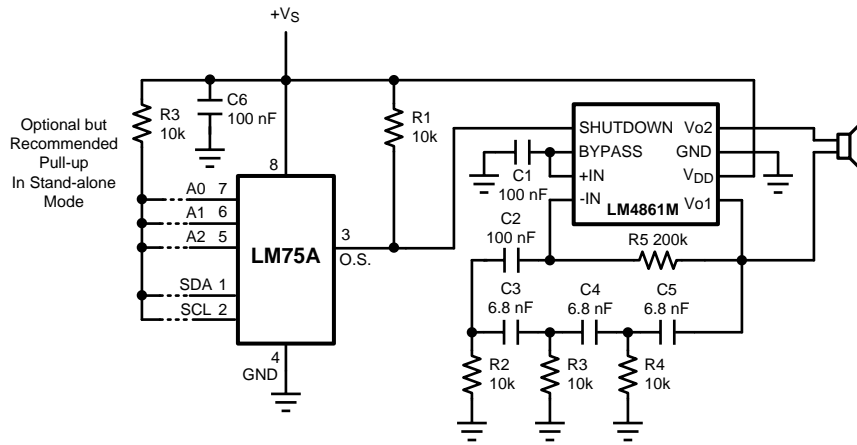 +VS
Optional but
Recommended
Pull-up
In Stand-alone
Mode
R3
10k
C6
100 nF
R1
10k
8
A0 7
A1 6
A2 5
SDA 1
SCL 2
LM75A
3
O.S.
4
GND
C1
100 nF
SHUTDOWN Vo2
BYPASS GND
+IN VDD
-IN Vo1
LM4861M
C2
100 nF
R5 200k
C3
6.8 nF
C4
6.8 nF
C5
6.8 nF
R2
10k
R3
10k
R4
10k